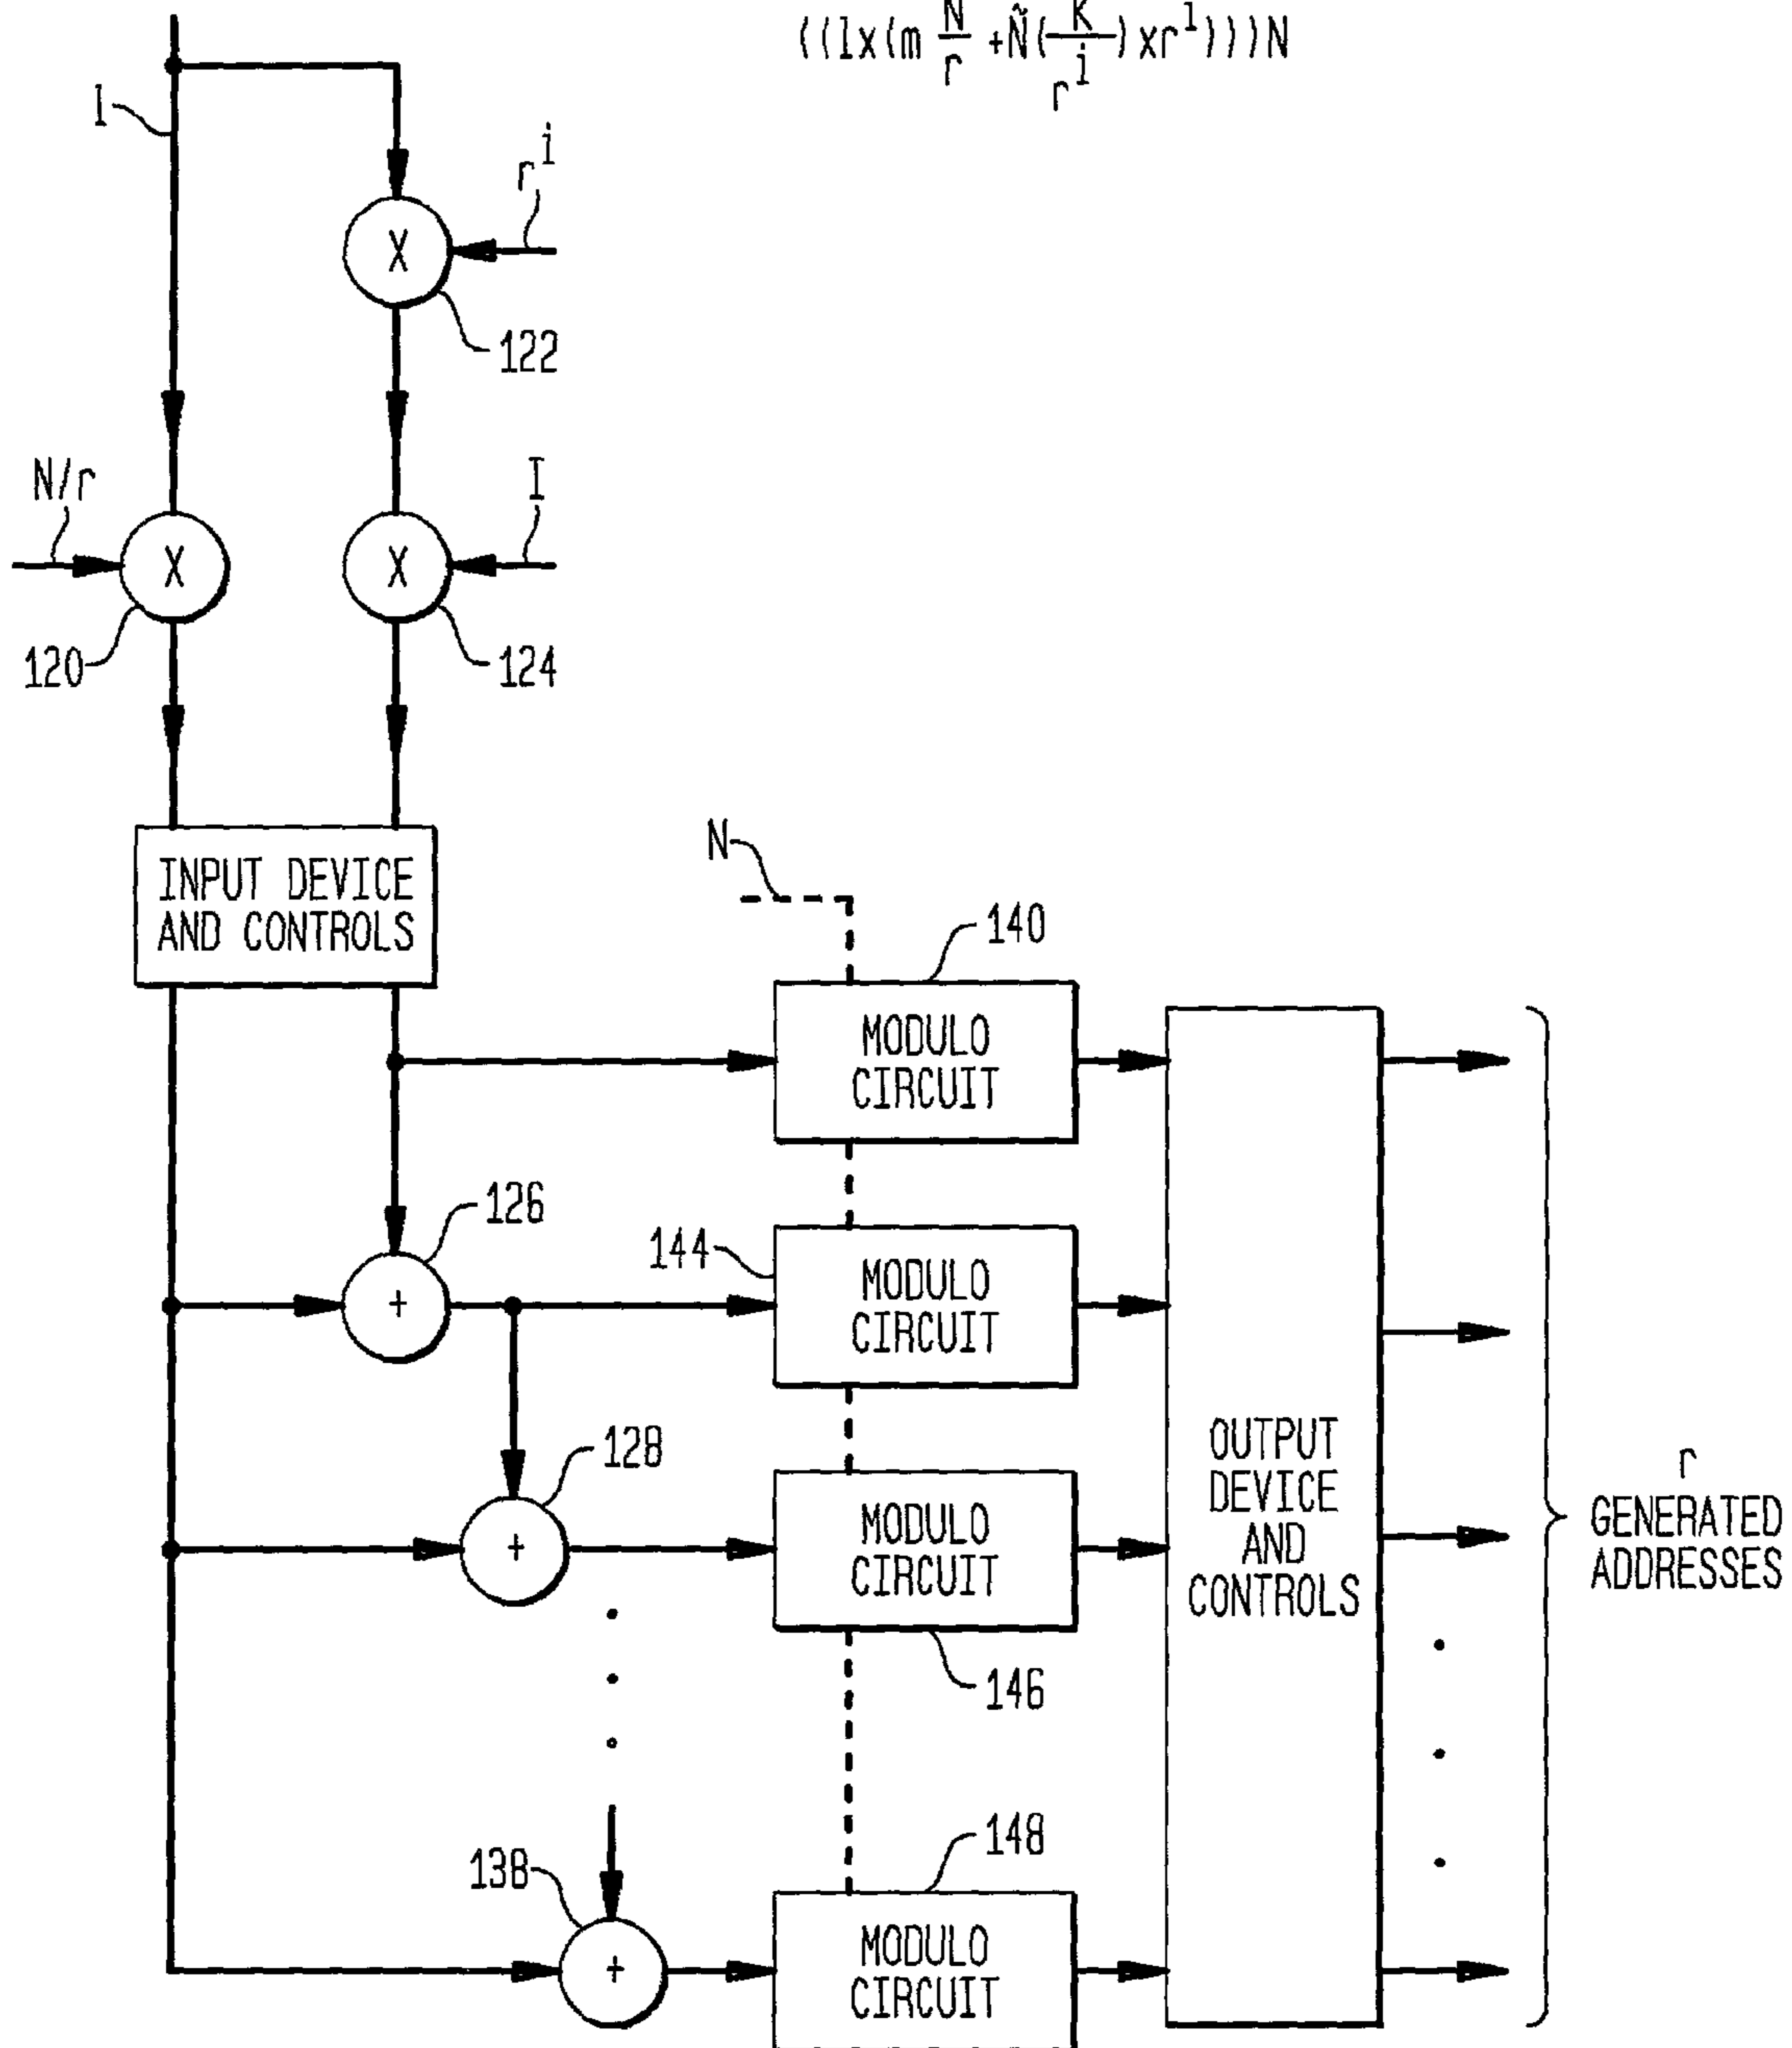 ((lx(m N/r +Ñ(K/r^i)xr^l)))N
l
r^i
122
N/r
I
120
124
INPUT DEVICE
AND CONTROLS
N
140
MODULO
CIRCUIT
126
144
MODULO
CIRCUIT
128
MODULO
CIRCUIT
146
OUTPUT
DEVICE
AND
CONTROLS
r
GENERATED
ADDRESSES
138
148
MODULO
CIRCUIT
X
X
X
+
+
+